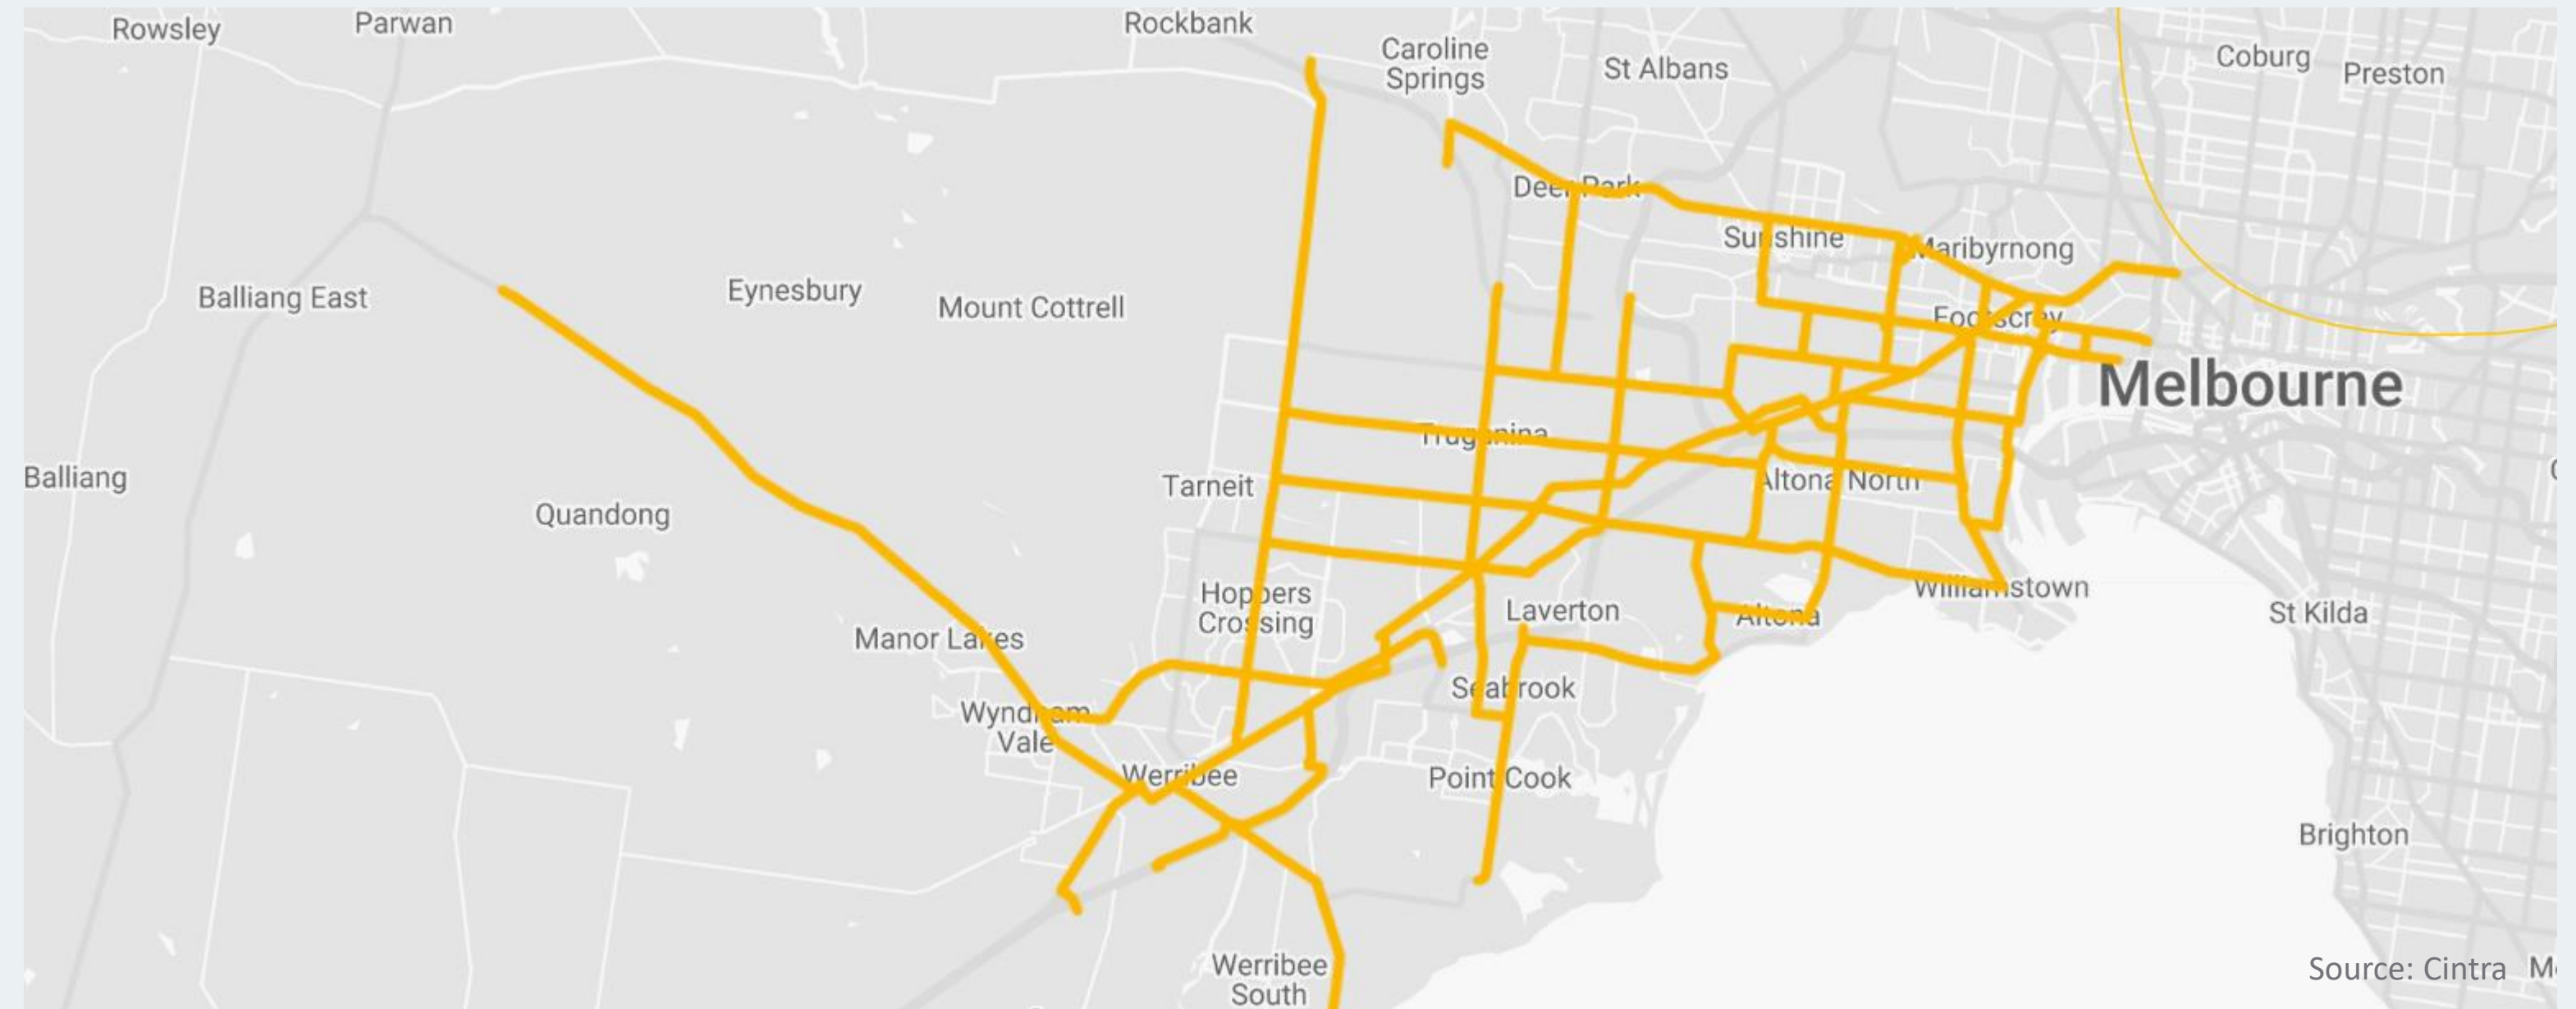 Rowsley
Parwan
Rockbank
Caroline
Springs
St Albans
Coburg
Preston
Deer Park
Sunshine
Maribyrnong
Balliang East
Eynesbury
Mount Cottrell
Footscray
Melbourne
Truganina
Balliang
Quandong
Tarneit
Altona North
Hoppers
Crossing
Laverton
Altona
Williamstown
St Kilda
Manor Lakes
Seabrook
Wyndham
Vale
Werribee
Point Cook
Brighton
Werribee
South
Source: Cintra